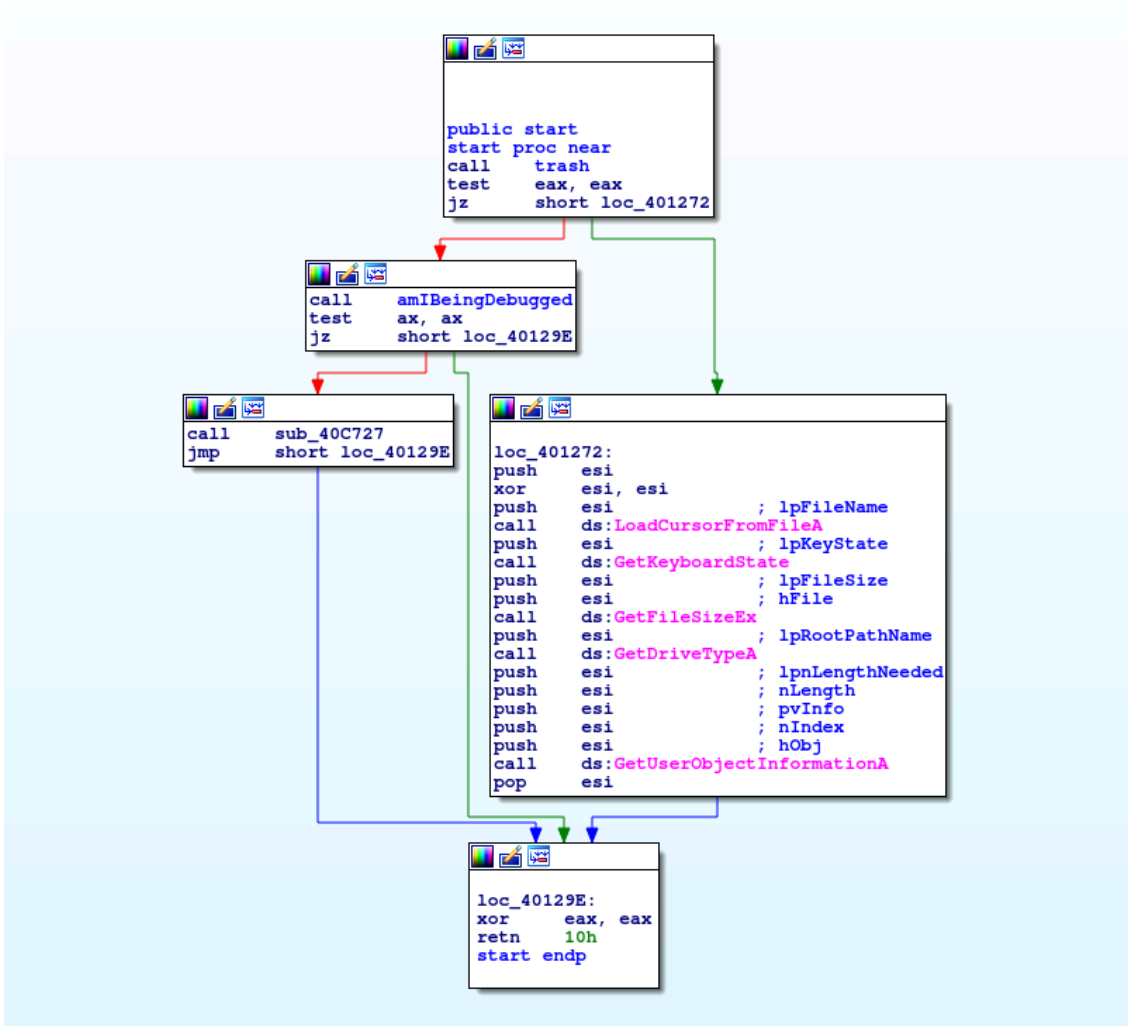 public start
start proc near
call    trash
test    eax, eax
jz      short loc_401272
call    amIBeingDebugged
test    ax, ax
jz      short loc_40129E
call    sub_40C727
jmp     short loc_40129E
loc_401272:
push    esi
xor     esi, esi
push    esi             ; lpFileName
call    ds:LoadCursorFromFileA
push    esi             ; lpKeyState
call    ds:GetKeyboardState
push    esi             ; lpFileSize
push    esi             ; hFile
call    ds:GetFileSizeEx
push    esi             ; lpRootPathName
call    ds:GetDriveTypeA
push    esi             ; lpnLengthNeeded
push    esi             ; nLength
push    esi             ; pvInfo
push    esi             ; nIndex
push    esi             ; hObj
call    ds:GetUserObjectInformationA
pop     esi
loc_40129E:
xor     eax, eax
retn    10h
start endp